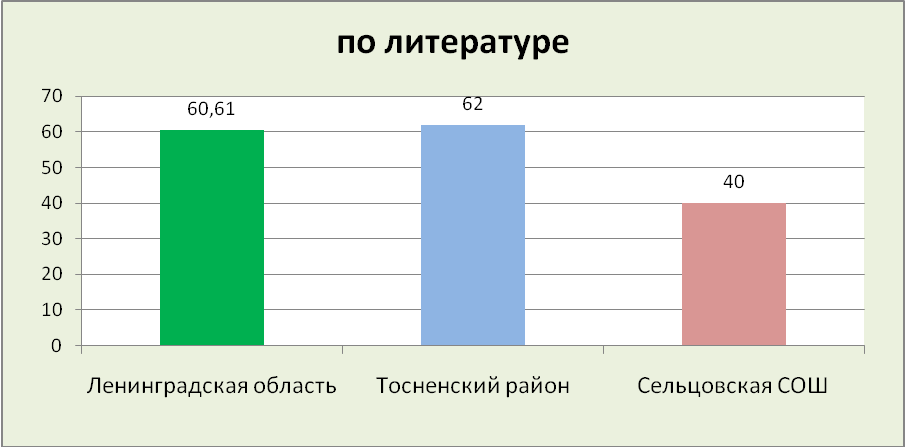 по литературе
70
60
50
40
30
20
10
0
60,61
62
40
Ленинградская область
Тосненский район
Сельцовская СОШ